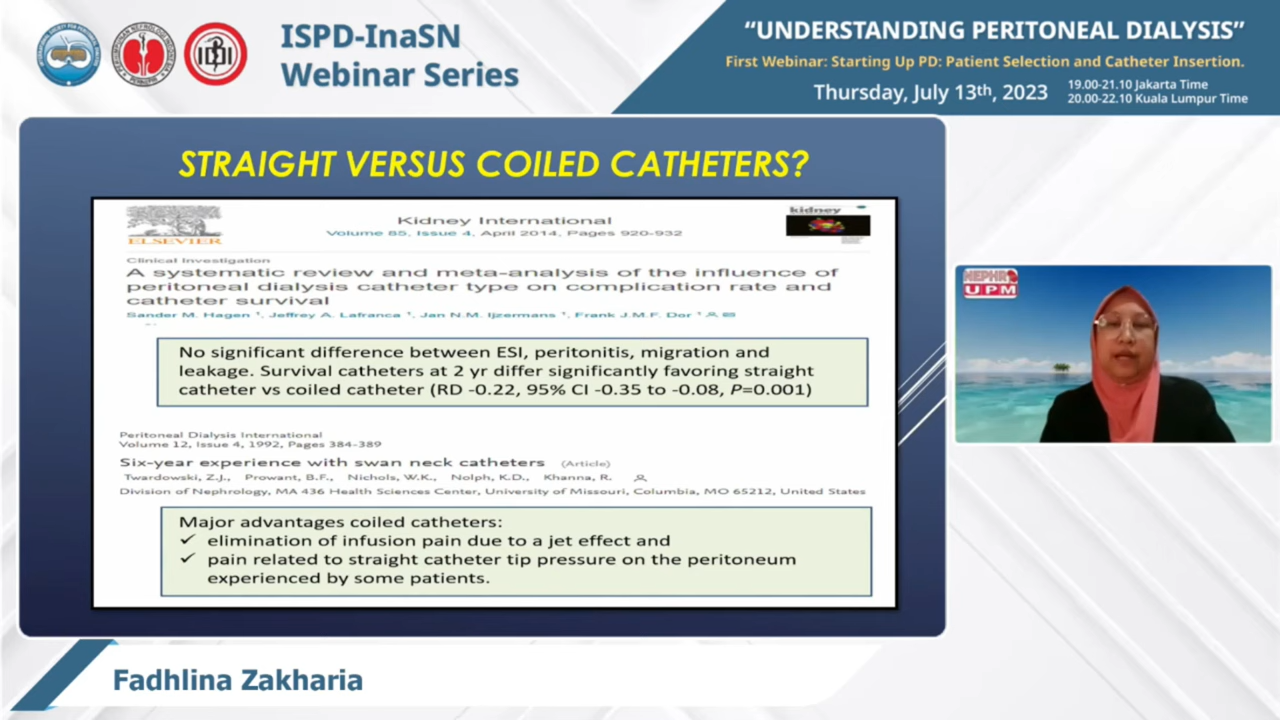 ISPD-InaSN
Webinar Series
“UNDERSTANDING PERITONEAL DIALYSIS”
First Webinar: Starting Up PD: Patient Selection and Catheter Insertion.
Thursday, July 13th, 2023
19.00-21.10 Jakarta Time
20.00-22.10 Kuala Lumpur Time
STRAIGHT VERSUS COILED CATHETERS?
ELSEVIER
Kidney International
Volume 85, Issue 4, April 2014, Pages 920-932
kidney
Clinical Investigation
A systematic review and meta-analysis of the influence of
peritoneal dialysis catheter type on complication rate and
catheter survival
Sander M. Hagen 1, Jeffrey A. Lafranca 1, Jan N.M. Ijzermans 1, Frank J.M.F. Dor 1
No significant difference between ESI, peritonitis, migration and
leakage. Survival catheters at 2 yr differ significantly favoring straight
catheter vs coiled catheter (RD -0.22, 95% CI -0.35 to -0.08, P=0.001)
Peritoneal Dialysis International
Volume 12, Issue 4, 1992, Pages 384-389
Six-year experience with swan neck catheters (Article)
Twardowski, Z.J., Prowant, B.F., Nichols, W.K., Nolph, K.D., Khanna, R.
Division of Nephrology, MA 436 Health Sciences Center, University of Missouri, Columbia, MO 65212, United States
Major advantages coiled catheters:
✓ elimination of infusion pain due to a jet effect and
✓ pain related to straight catheter tip pressure on the peritoneum
experienced by some patients.
NEPHRO
UPM
Fadhlina Zakharia